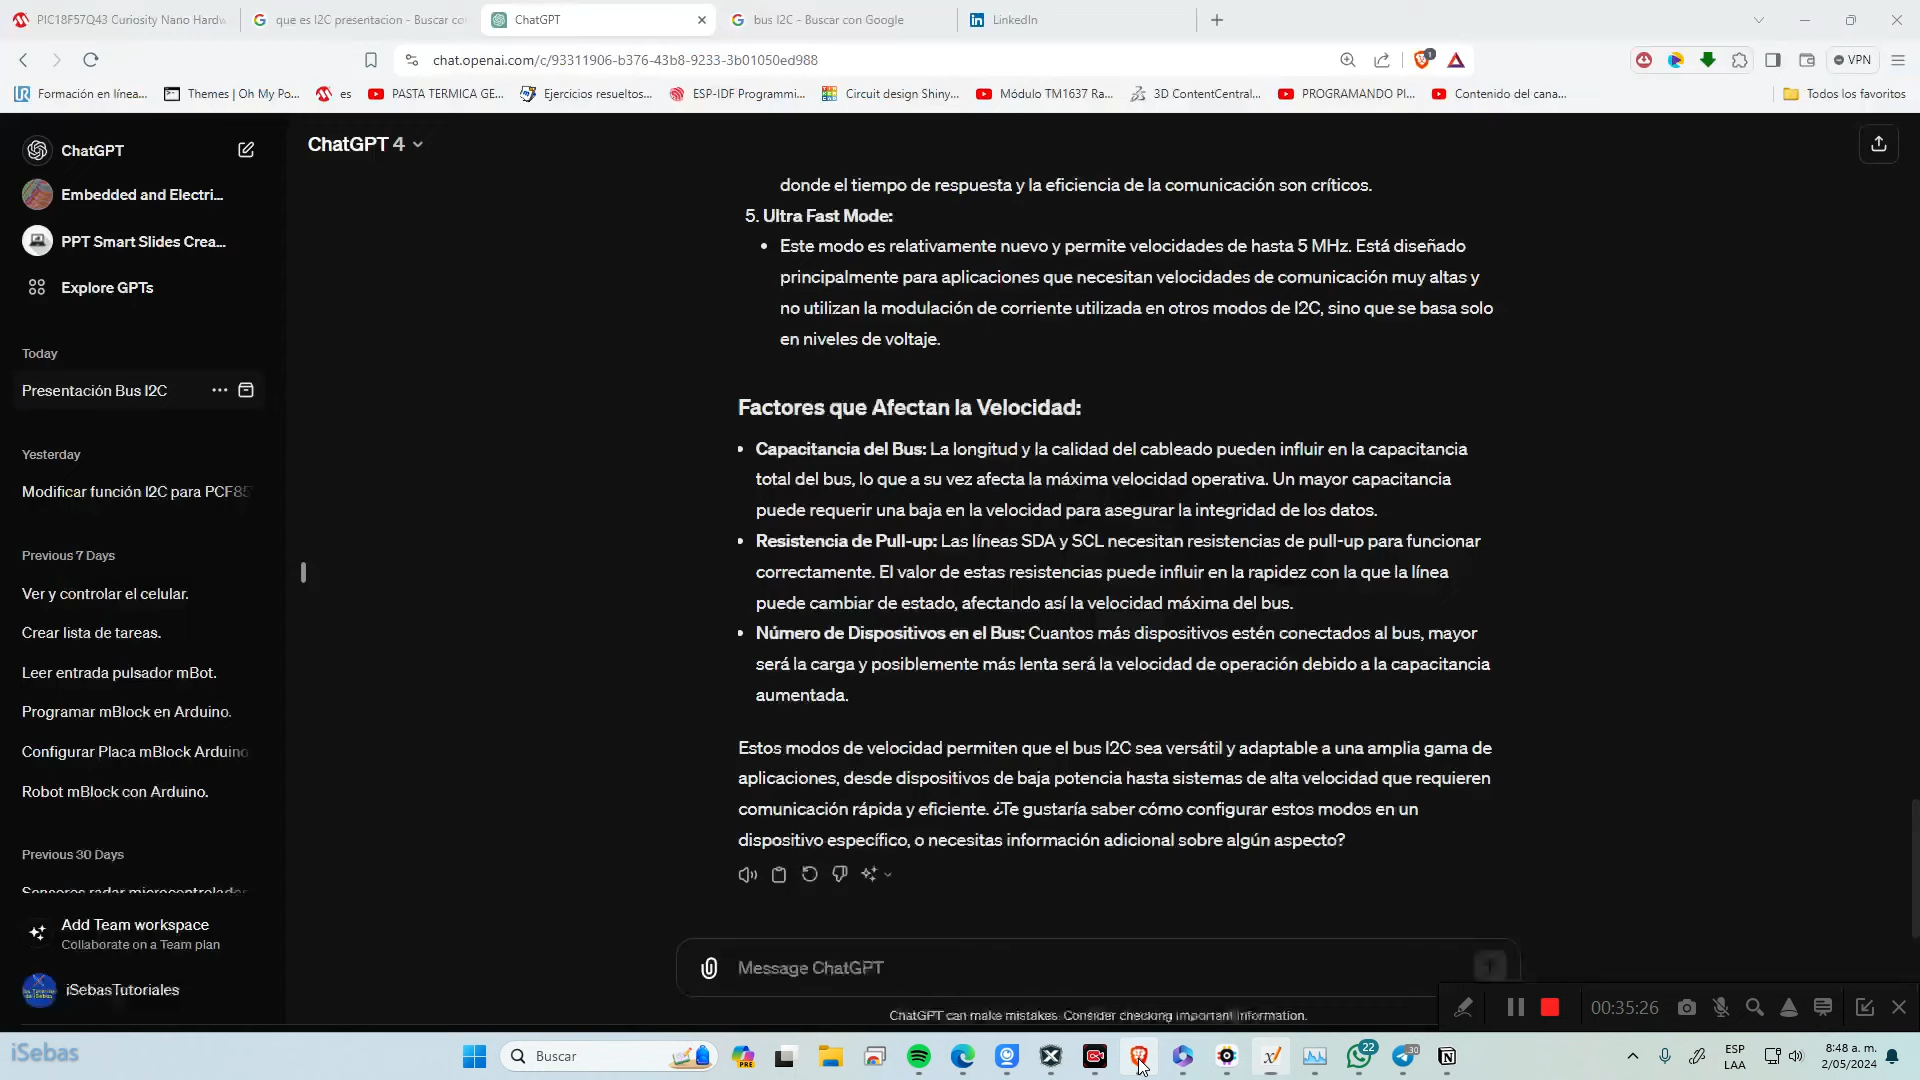 PIC18F57Q43 Curiosity Nano Hardw
que es I2C presentacion - Buscar co
ChatGPT
bus I2C - Buscar con Google
LinkedIn
chat.openai.com/c/93311906-b376-43b8-9233-3b01050ed988
1
VPN
Formación en línea...
Themes | Oh My Po...
es
PASTA TERMICA GE...
Ejercicios resueltos...
ESP-IDF Programmi...
Circuit design Shiny...
Módulo TM1637 Ra...
3D ContentCentral...
PROGRAMANDO PI...
Contenido del cana...
Todos los favoritos
ChatGPT
Embedded and Electri...
PPT Smart Slides Crea...
Explore GPTs
Today
Presentación Bus I2C
Yesterday
Modificar función I2C para PCF85
Previous 7 Days
Ver y controlar el celular.
Crear lista de tareas.
Leer entrada pulsador mBot.
Programar mBlock en Arduino.
Configurar Placa mBlock Arduino
Robot mBlock con Arduino.
Previous 30 Days
Sensores radar microcontrolador
Add Team workspace
Collaborate on a Team plan
iSebasTutoriales
ChatGPT 4
donde el tiempo de respuesta y la eficiencia de la comunicación son críticos.
5. Ultra Fast Mode:
• Este modo es relativamente nuevo y permite velocidades de hasta 5 MHz. Está diseñado
principalmente para aplicaciones que necesitan velocidades de comunicación muy altas y
no utilizan la modulación de corriente utilizada en otros modos de I2C, sino que se basa solo
en niveles de voltaje.
Factores que Afectan la Velocidad:
• Capacitancia del Bus: La longitud y la calidad del cableado pueden influir en la capacitancia
total del bus, lo que a su vez afecta la máxima velocidad operativa. Un mayor capacitancia
puede requerir una baja en la velocidad para asegurar la integridad de los datos.
• Resistencia de Pull-up: Las líneas SDA y SCL necesitan resistencias de pull-up para funcionar
correctamente. El valor de estas resistencias puede influir en la rapidez con la que la línea
puede cambiar de estado, afectando así la velocidad máxima del bus.
• Número de Dispositivos en el Bus: Cuantos más dispositivos estén conectados al bus, mayor
será la carga y posiblemente más lenta será la velocidad de operación debido a la capacitancia
aumentada.
Estos modos de velocidad permiten que el bus I2C sea versátil y adaptable a una amplia gama de
aplicaciones, desde dispositivos de baja potencia hasta sistemas de alta velocidad que requieren
comunicación rápida y eficiente. ¿Te gustaría saber cómo configurar estos modos en un
dispositivo específico, o necesitas información adicional sobre algún aspecto?
Message ChatGPT
ChatGPT can make mistakes. Consider checking important information.
00:35:26
iSebas
Buscar
PRE
22
30
ESP
LAA
8:48 a. m.
2/05/2024